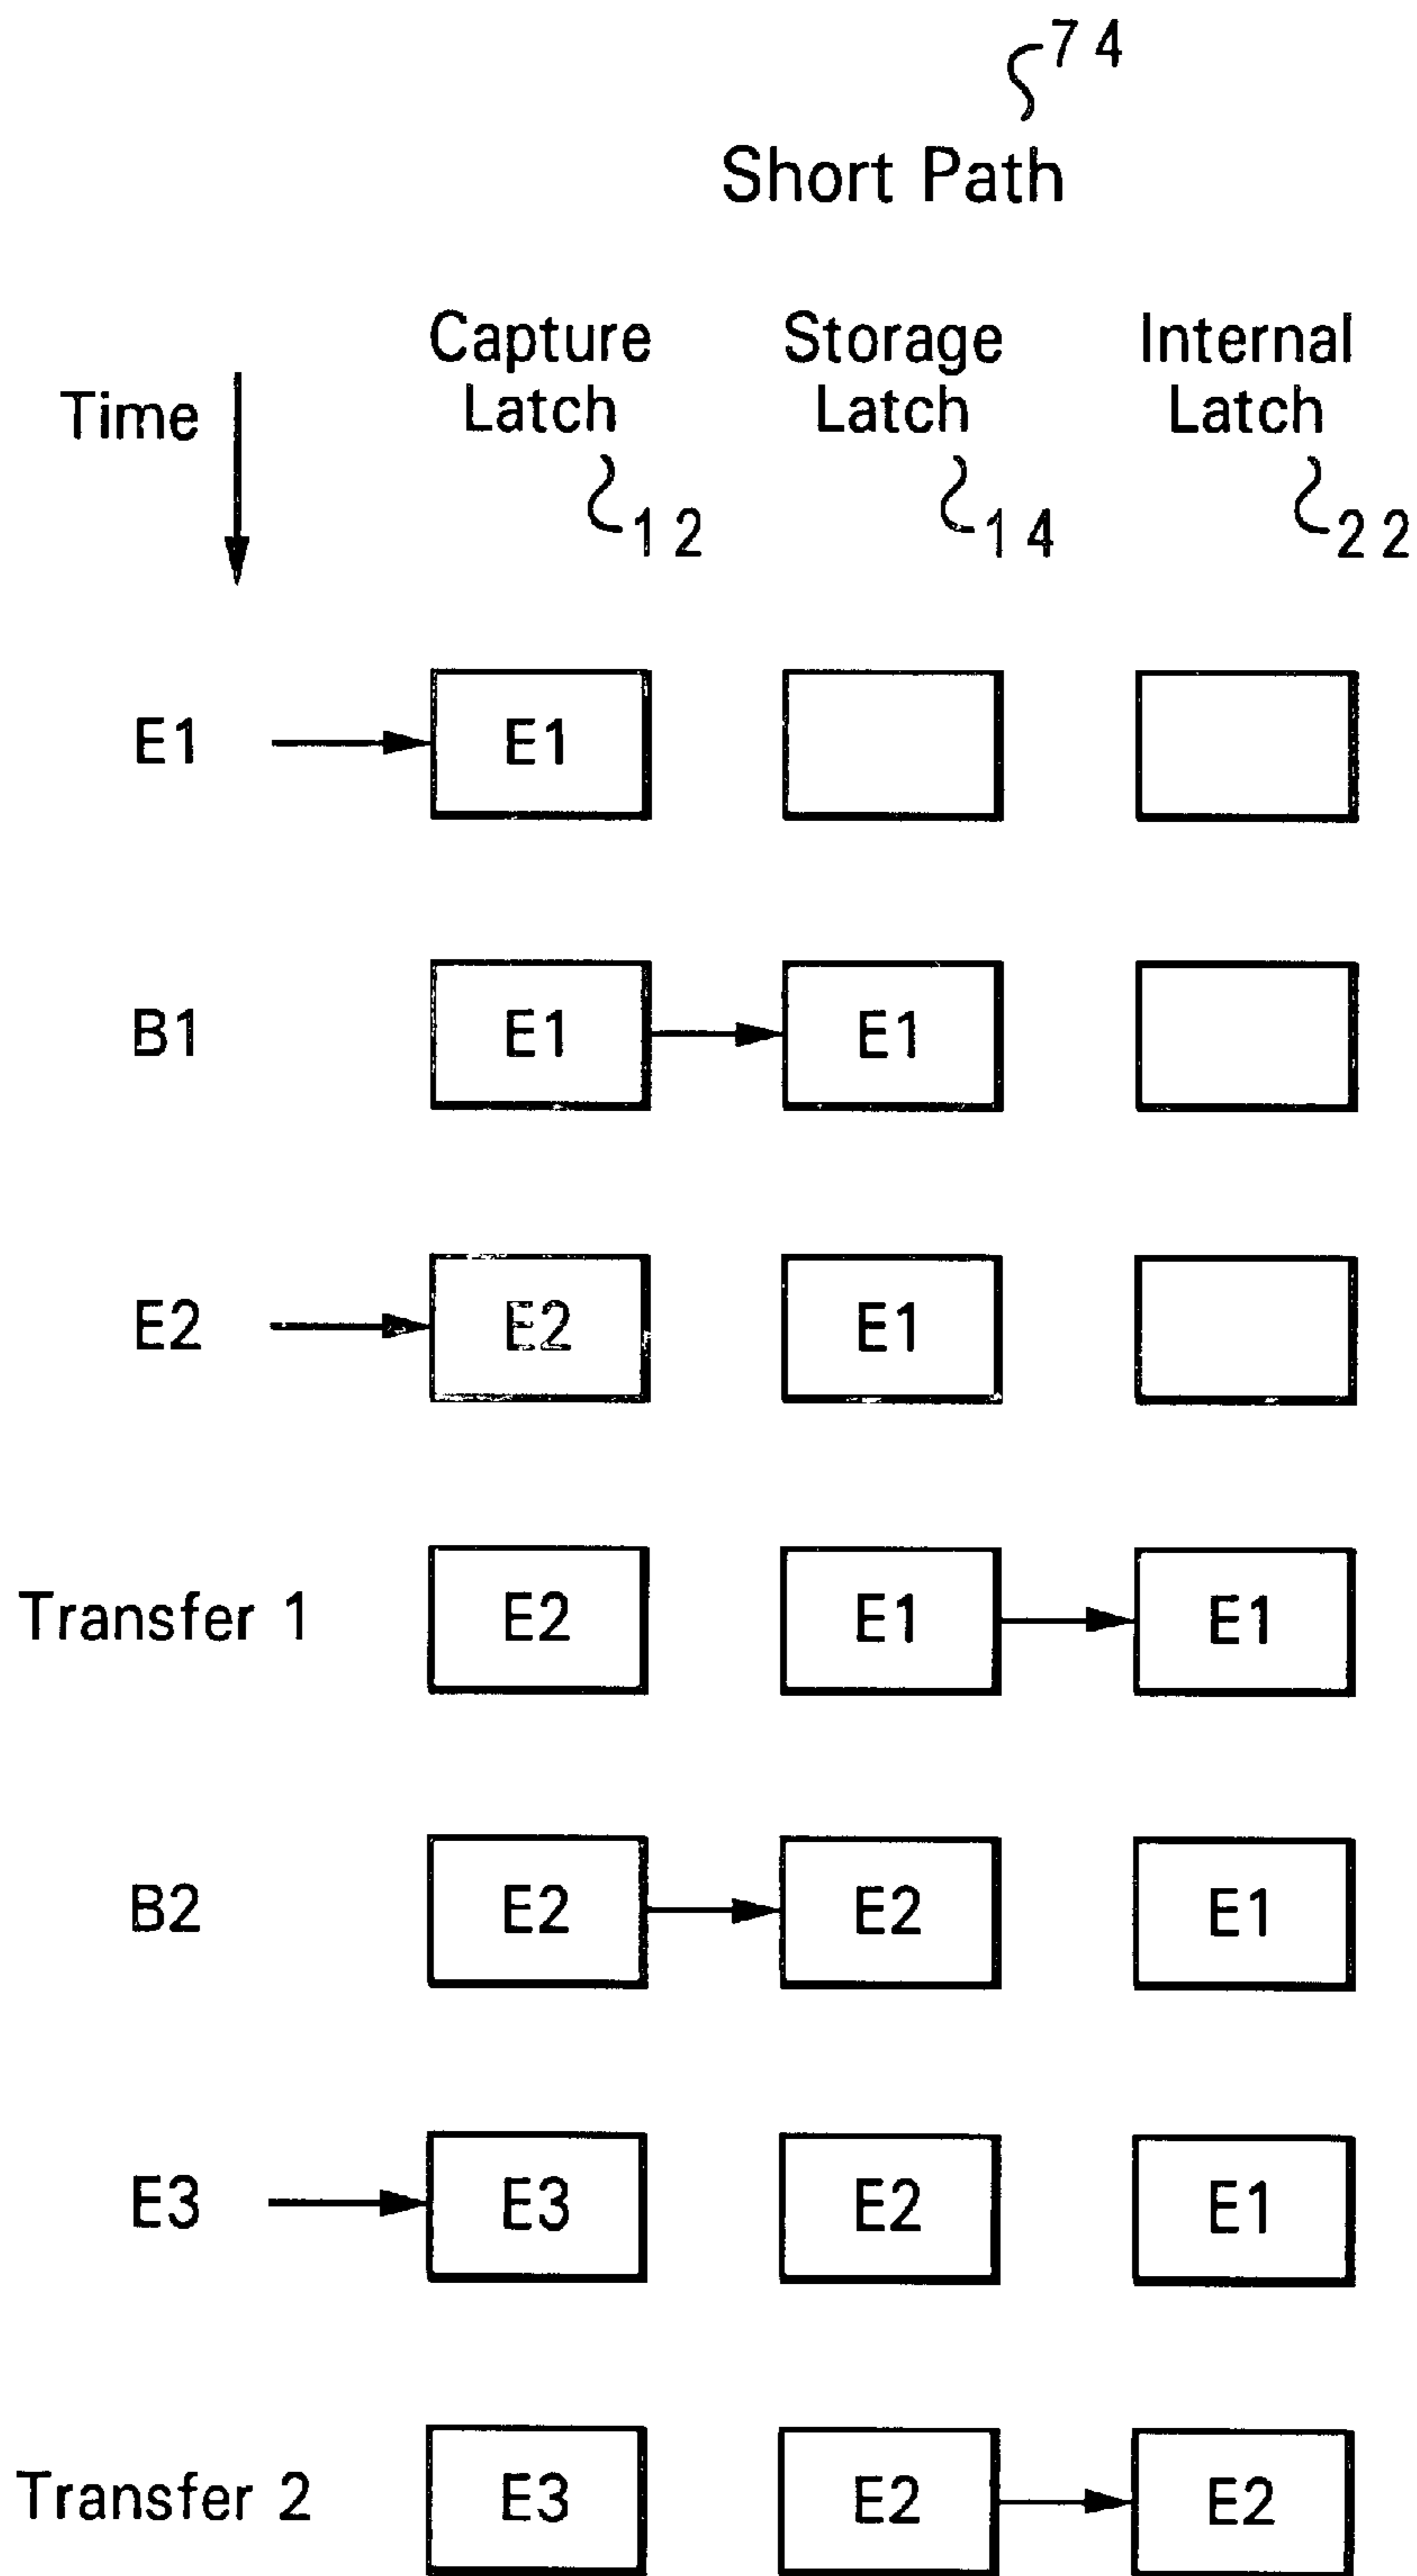 74
Short Path
Time
Capture Latch
Storage Latch
Internal Latch
12
14
22
E1 E1
B1 E1 E1
E2 E2 E1
Transfer 1 E2 E1 E1
B2 E2 E2 E1
E3 E3 E2 E1
Transfer 2 E3 E2 E2